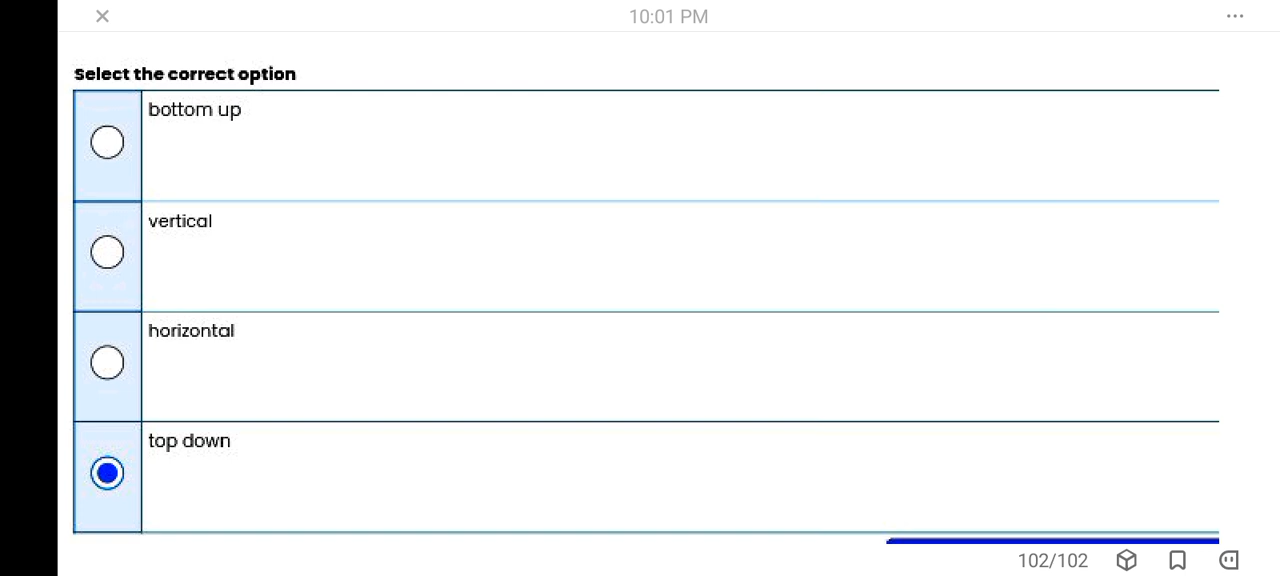 10:01 PM
Select the correct option
bottom up
vertical
horizontal
top down
102/102